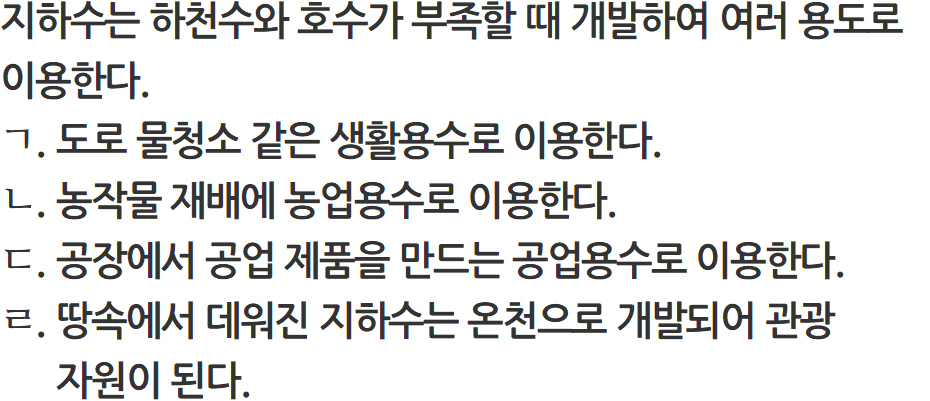 지하수는 하천수와 호수가 부족할 때 개발하여 여러 용도로
이용한다.
ㄱ. 도로 물청소 같은 생활용수로 이용한다.
ㄴ. 농작물 재배에 농업용수로 이용한다.
ㄷ. 공장에서 공업 제품을 만드는 공업용수로 이용한다.
ㄹ. 땅속에서 데워진 지하수는 온천으로 개발되어 관광
자원이 된다.